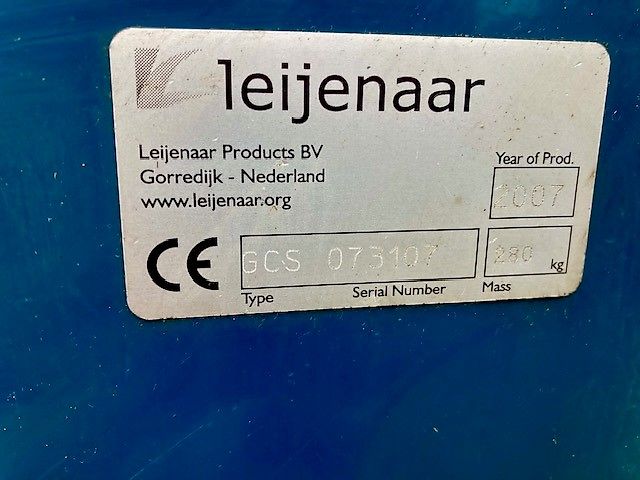 leijenaar
Leijenaar Products BV
Gorredijk - Nederland
www.leijenaar.org
Year of Prod.
2007
CE GCS 073107 280 kg
Type Serial Number Mass